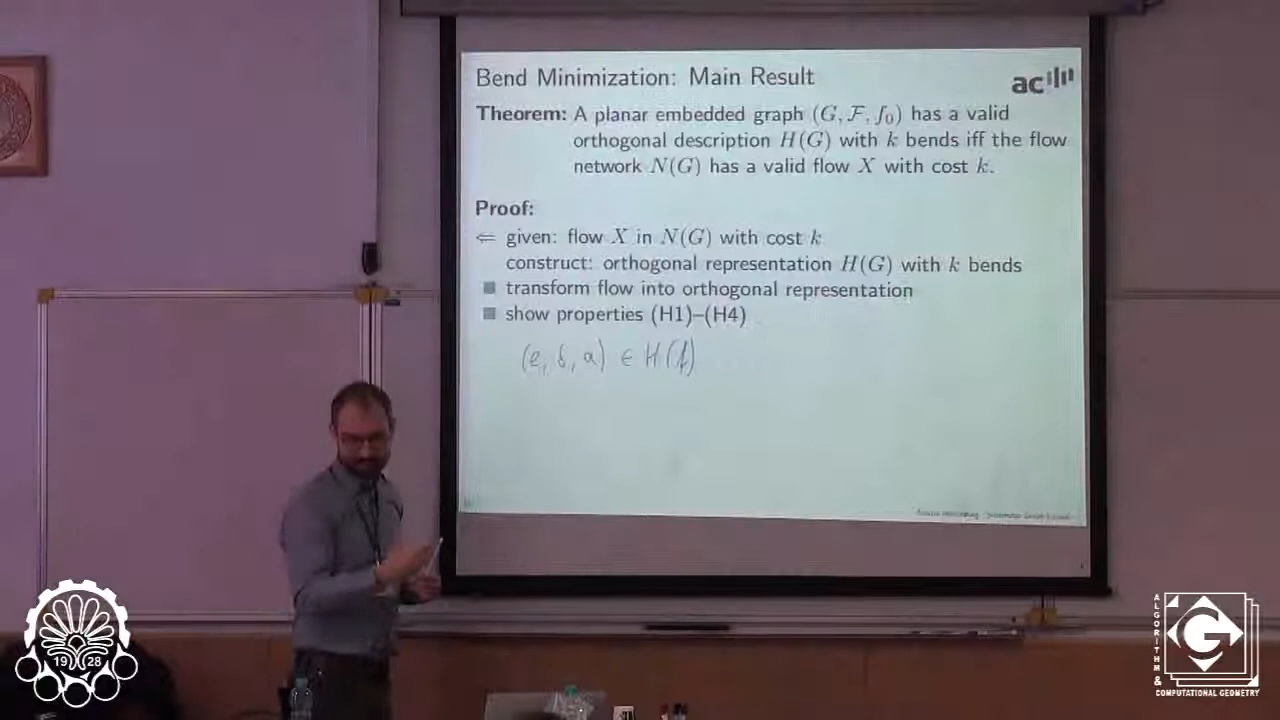 Bend Minimization: Main Result
ac
Theorem: A planar embedded graph (G, F, f₀) has a valid
orthogonal description H(G) with k bends iff the flow
network N(G) has a valid flow X with cost k.
Proof:
⇐ given: flow X in N(G) with cost k
construct: orthogonal representation H(G) with k bends
transform flow into orthogonal representation
show properties (H1)–(H4)
(e, δ, a) ∈ H(f)
1928
ALGORITHM &
G
COMPUTATIONAL GEOMETRY